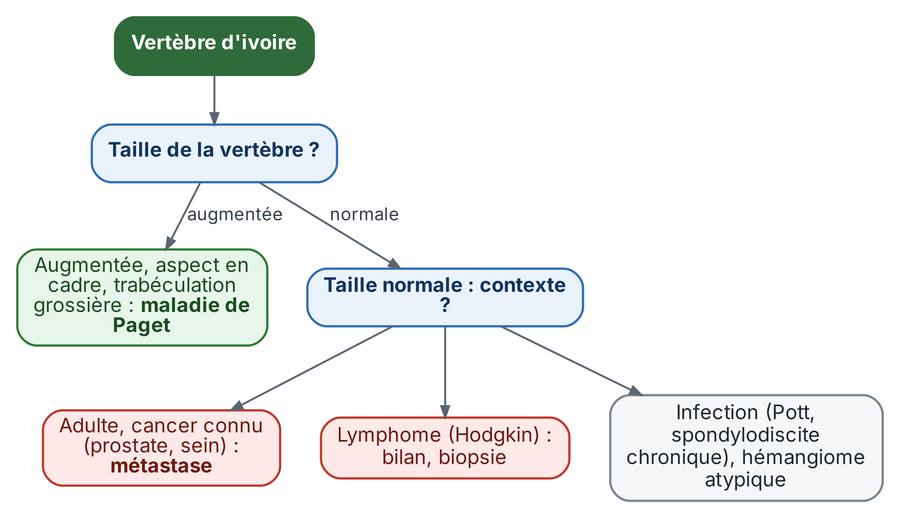 Vertèbre d'ivoire
Taille de la vertèbre ?
augmentée
normale
Augmentée, aspect en
cadre, trabéculation
grossière : maladie de
Paget
Taille normale : contexte
?
Adulte, cancer connu
(prostate, sein) :
métastase
Lymphome (Hodgkin) :
bilan, biopsie
Infection (Pott,
spondylodiscite
chronique), hémangiome
atypique